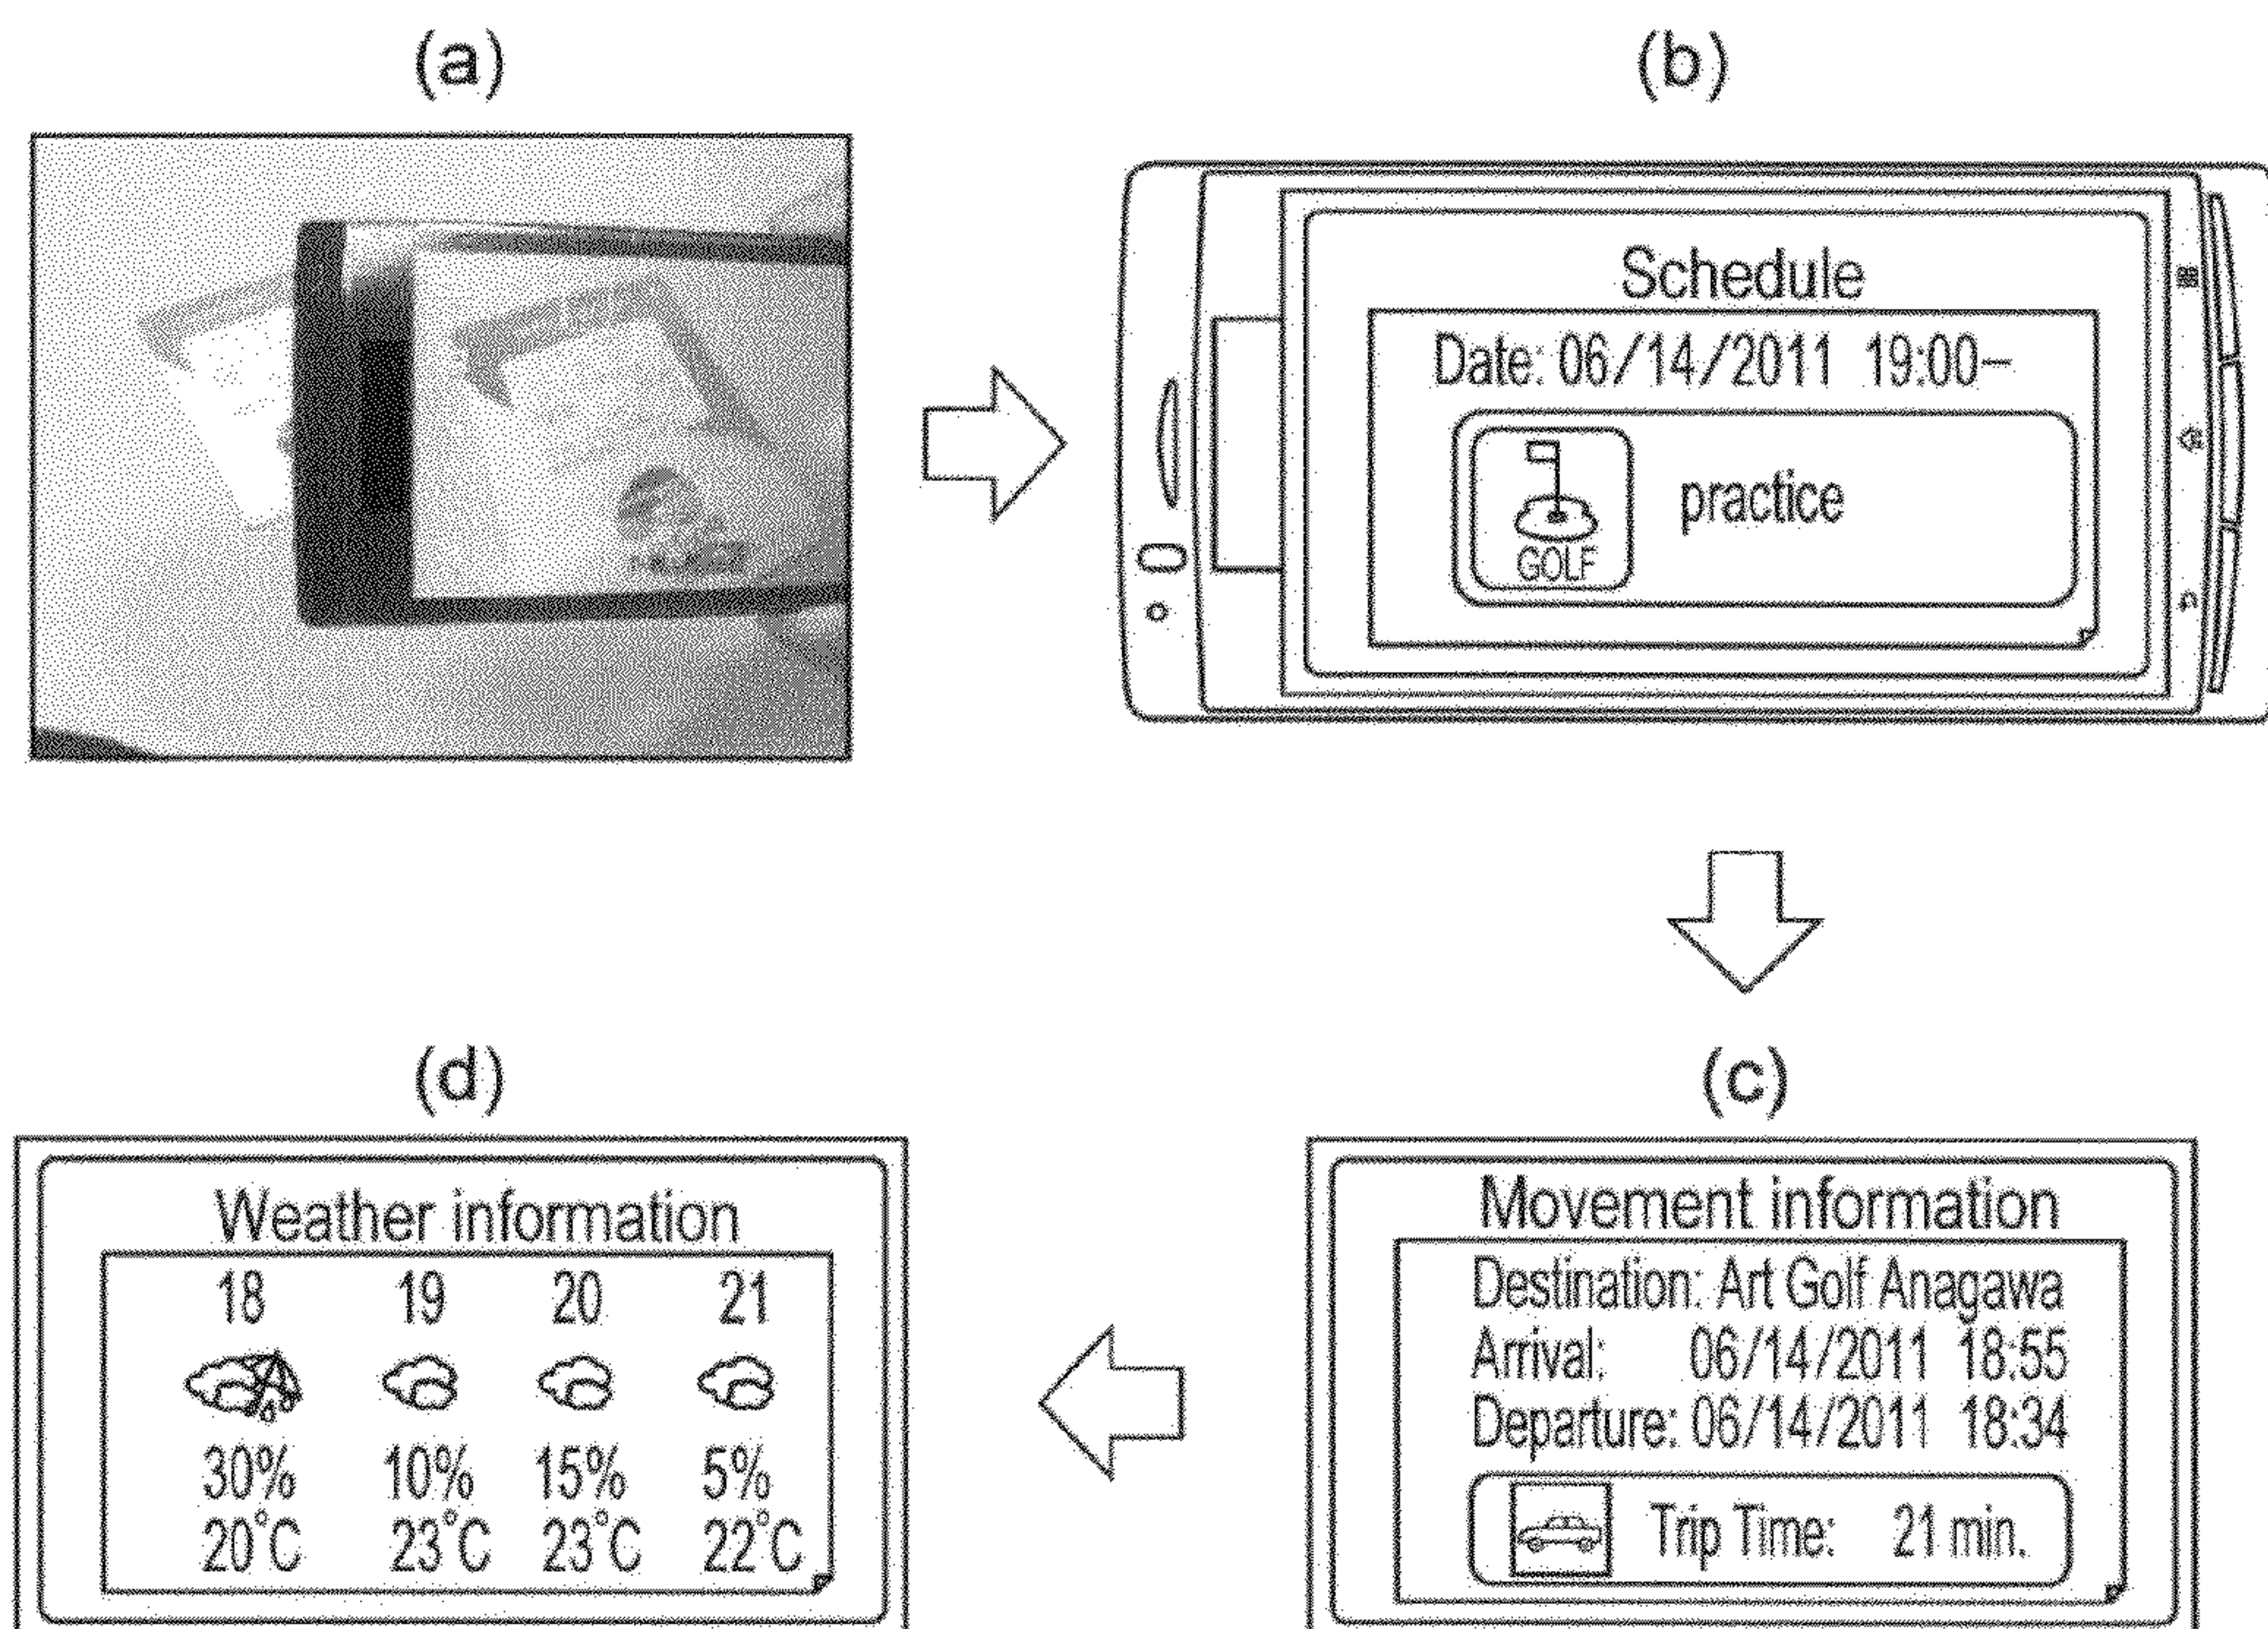 (a)
(b)
Schedule
Date: 06/14/2011 19:00–
GOLF
practice
(d)
(c)
Weather information
18 19 20 21
30% 10% 15% 5%
20°C 23°C 23°C 22°C
Movement information
Destination: Art Golf Anagawa
Arrival: 06/14/2011 18:55
Departure: 06/14/2011 18:34
Trip Time: 21 min.